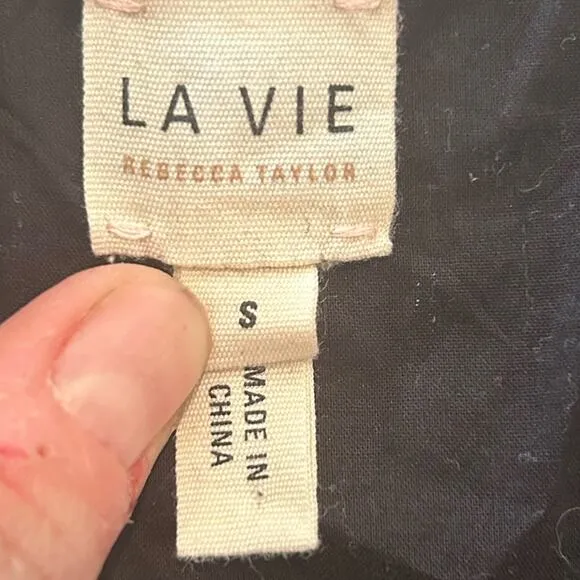 LA VIE
REBECCA TAYLOR
S
MADE IN
CHINA